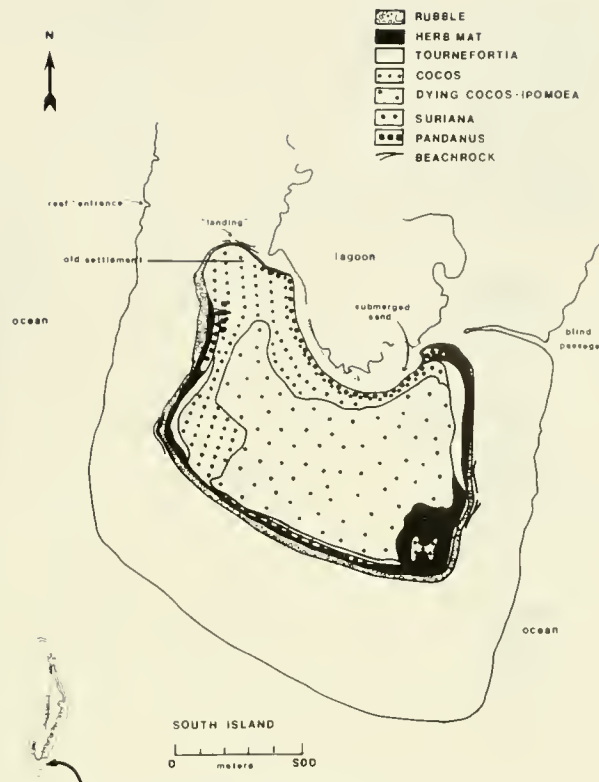 RUBBLE
N
HERB MAT
TOURNEFORTIA
COCOS
DYING COCOS-IPOMOEA
SURIANA
PANDANUS
BEACHROCK
reef entrance
"landing"
old settlement
lagoon
submerged
sand
ocean
blind
passage
ocean
SOUTH ISLAND
0 500
meters